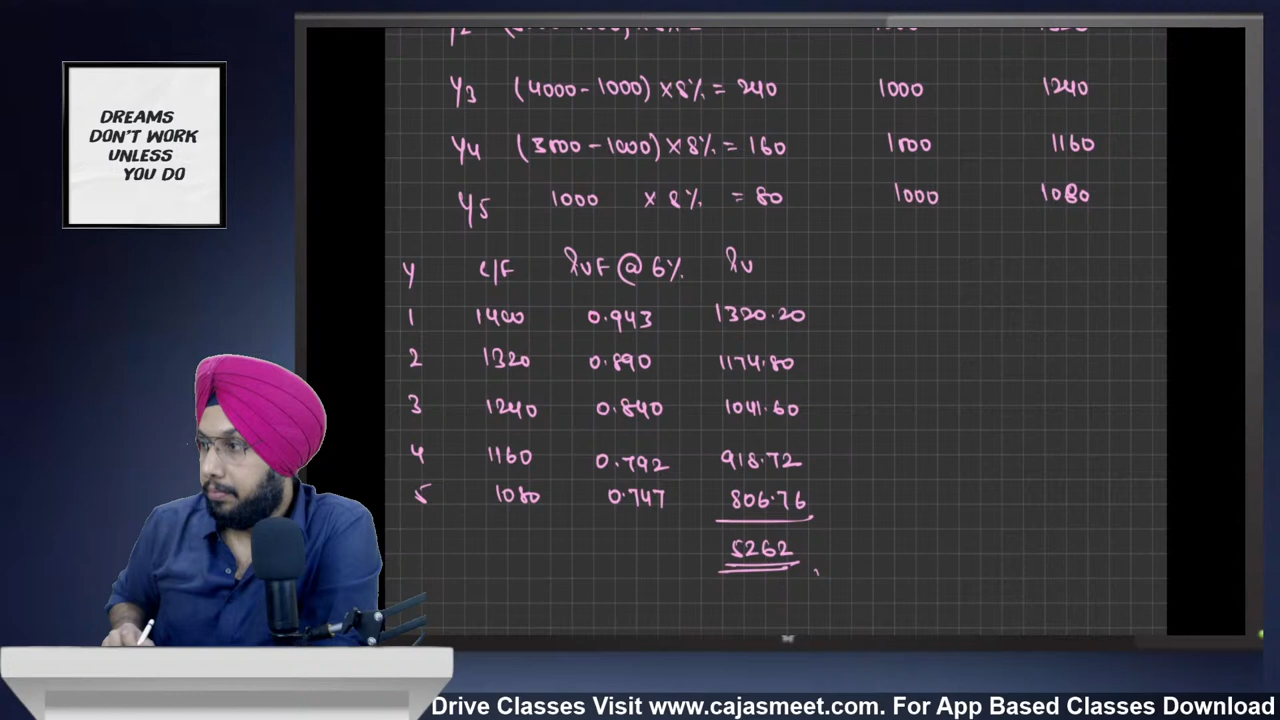 DREAMS
DON'T WORK
UNLESS
YOU DO
Y3 (4000-1000) x 8% = 240 1000 1240
Y4 (3000-1000) x 8% = 160 1000 1160
Y5 1000 x 8% = 80 1000 1080
Y C/F PVF @ 6% PV
1 1400 0.943 1320.20
2 1320 0.890 1174.80
3 1240 0.840 1041.60
4 1160 0.792 918.72
5 1080 0.747 806.76
5262
Drive Classes Visit www.cajasmeet.com. For App Based Classes Download